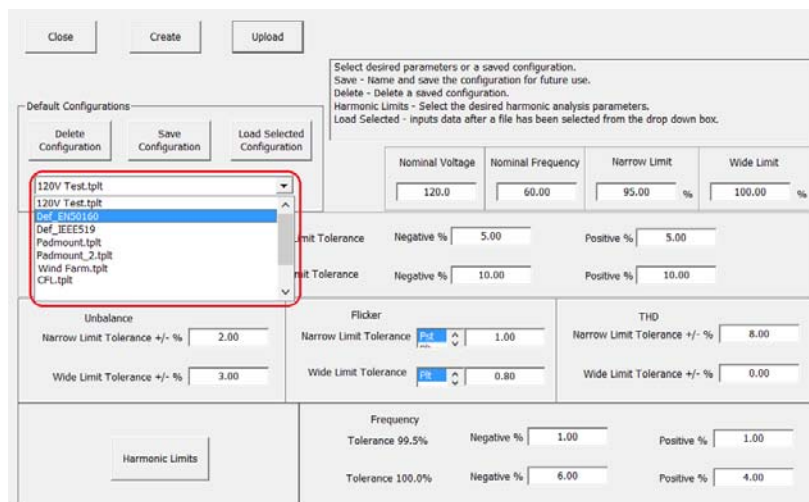 Close
Create
Upload
Select desired parameters or a saved configuration.
Save - Name and save the configuration for future use.
Delete - Delete a saved configuration.
Harmonic Limits - Select the desired harmonic analysis parameters.
Load Selected - inputs data after a file has been selected from the drop down box.
Default Configurations
Delete Configuration
Save Configuration
Load Selected Configuration
Nominal Voltage
Nominal Frequency
Narrow Limit
Wide Limit
120.0
60.00
95.00 %
100.00 %
120V Test.tplt
120V Test.tplt
Def_EN50160
Def_IEEE519
Padmount.tplt
Padmount_2.tplt
Wind Farm.tplt
CFL.tplt
Limit Tolerance
Negative % 5.00
Positive % 5.00
Limit Tolerance
Negative % 10.00
Positive % 10.00
Unbalance
Narrow Limit Tolerance +/- % 2.00
Wide Limit Tolerance +/- % 3.00
Flicker
Narrow Limit Tolerance Pst 1.00
Wide Limit Tolerance Plt 0.80
THD
Narrow Limit Tolerance +/- % 8.00
Wide Limit Tolerance +/- % 0.00
Harmonic Limits
Frequency
Tolerance 99.5%
Negative % 1.00
Positive % 1.00
Tolerance 100.0%
Negative % 6.00
Positive % 4.00